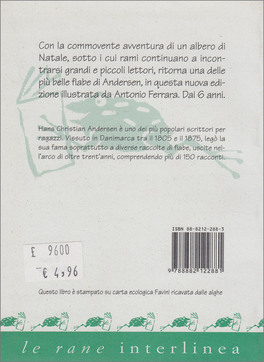 Con la commovente avventura di un albero di
Natale, sotto i cui rami continuano a incon-
trarsi grandi e piccoli lettori, ritorna una delle
più belle fiabe di Andersen, in questa nuova edi-
zione illustrata da Antonio Ferrara. Dai 6 anni.
Hans Christian Andersen è uno dei più popolari scrittori per
ragazzi. Vissuto in Danimarca tra il 1805 e il 1875, legò la
sua fama soprattutto a diverse raccolte di fiabe, uscite nel-
l'arco di oltre trent'anni, comprendendo più di 150 racconti.
ISBN 88-8212-288-3
£ 9600
€ 4,96
9788882122881
Questo libro è stampato su carta ecologica Favini ricavata dalle alghe
le rane interlinea